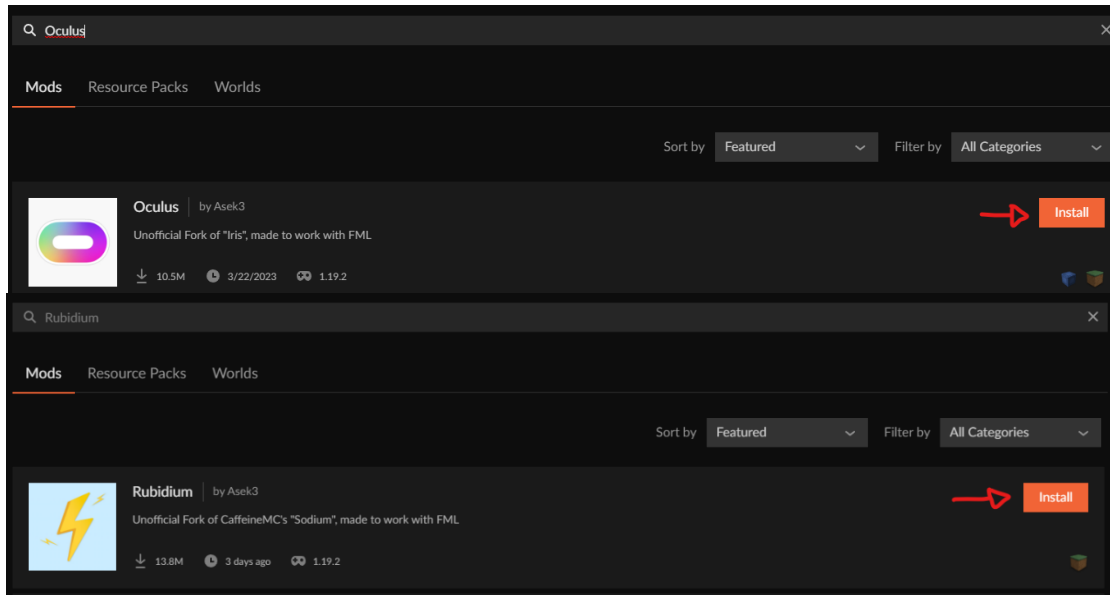 Oculus
Mods Resource Packs Worlds
Sort by Featured Filter by All Categories
Oculus by Asek3
Install
Unofficial Fork of "Iris", made to work with FML
10.5M 3/22/2023 1.19.2
Rubidium
Mods Resource Packs Worlds
Sort by Featured Filter by All Categories
Rubidium by Asek3
Install
Unofficial Fork of CaffeineMC's "Sodium", made to work with FML
13.8M 3 days ago 1.19.2